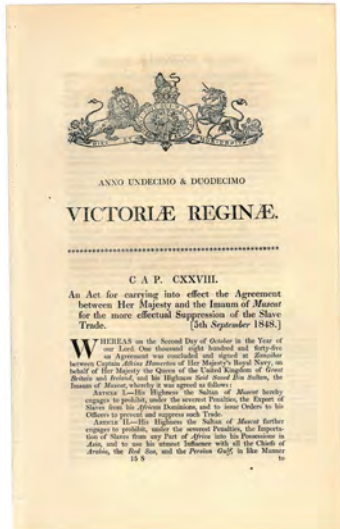 DIEU ET MON DROIT
ANNO UNDECIMO & DUODECIMO
VICTORIÆ REGINÆ.
C A P. CXXVIII.
An Act for carrying into effect the Agreement
between Her Majesty and the Imaum of Muscat
for the more effectual Suppression of the Slave
Trade. [5th September 1848.]
WHEREAS on the Second Day of October in the Year of
our Lord One thousand eight hundred and forty-five
an Agreement was concluded and signed at Zanzibar
between Captain Atkins Hamerton of Her Majesty's Royal Navy, on
behalf of Her Majesty the Queen of the United Kingdom of Great
Britain and Ireland, and his Highness Seid Saeed Bin Sultan, the
Imaum of Muscat, whereby it was agreed as follows:
ARTICLE I.—His Highness the Sultan of Muscat hereby
engages to prohibit, under the severest Penalties, the Export of
Slaves from his African Dominions, and to issue Orders to his
Officers to prevent and suppress such Trade.
ARTICLE II.—His Highness the Sultan of Muscat further
engages to prohibit, under the severest Penalties, the Importa-
tion of Slaves from any Part of Africa into his Possessions in
Asia, and to use his utmost Influence with all the Chiefs of
Arabia, the Red Sea, and the Persian Gulf, in like Manner
15 S to